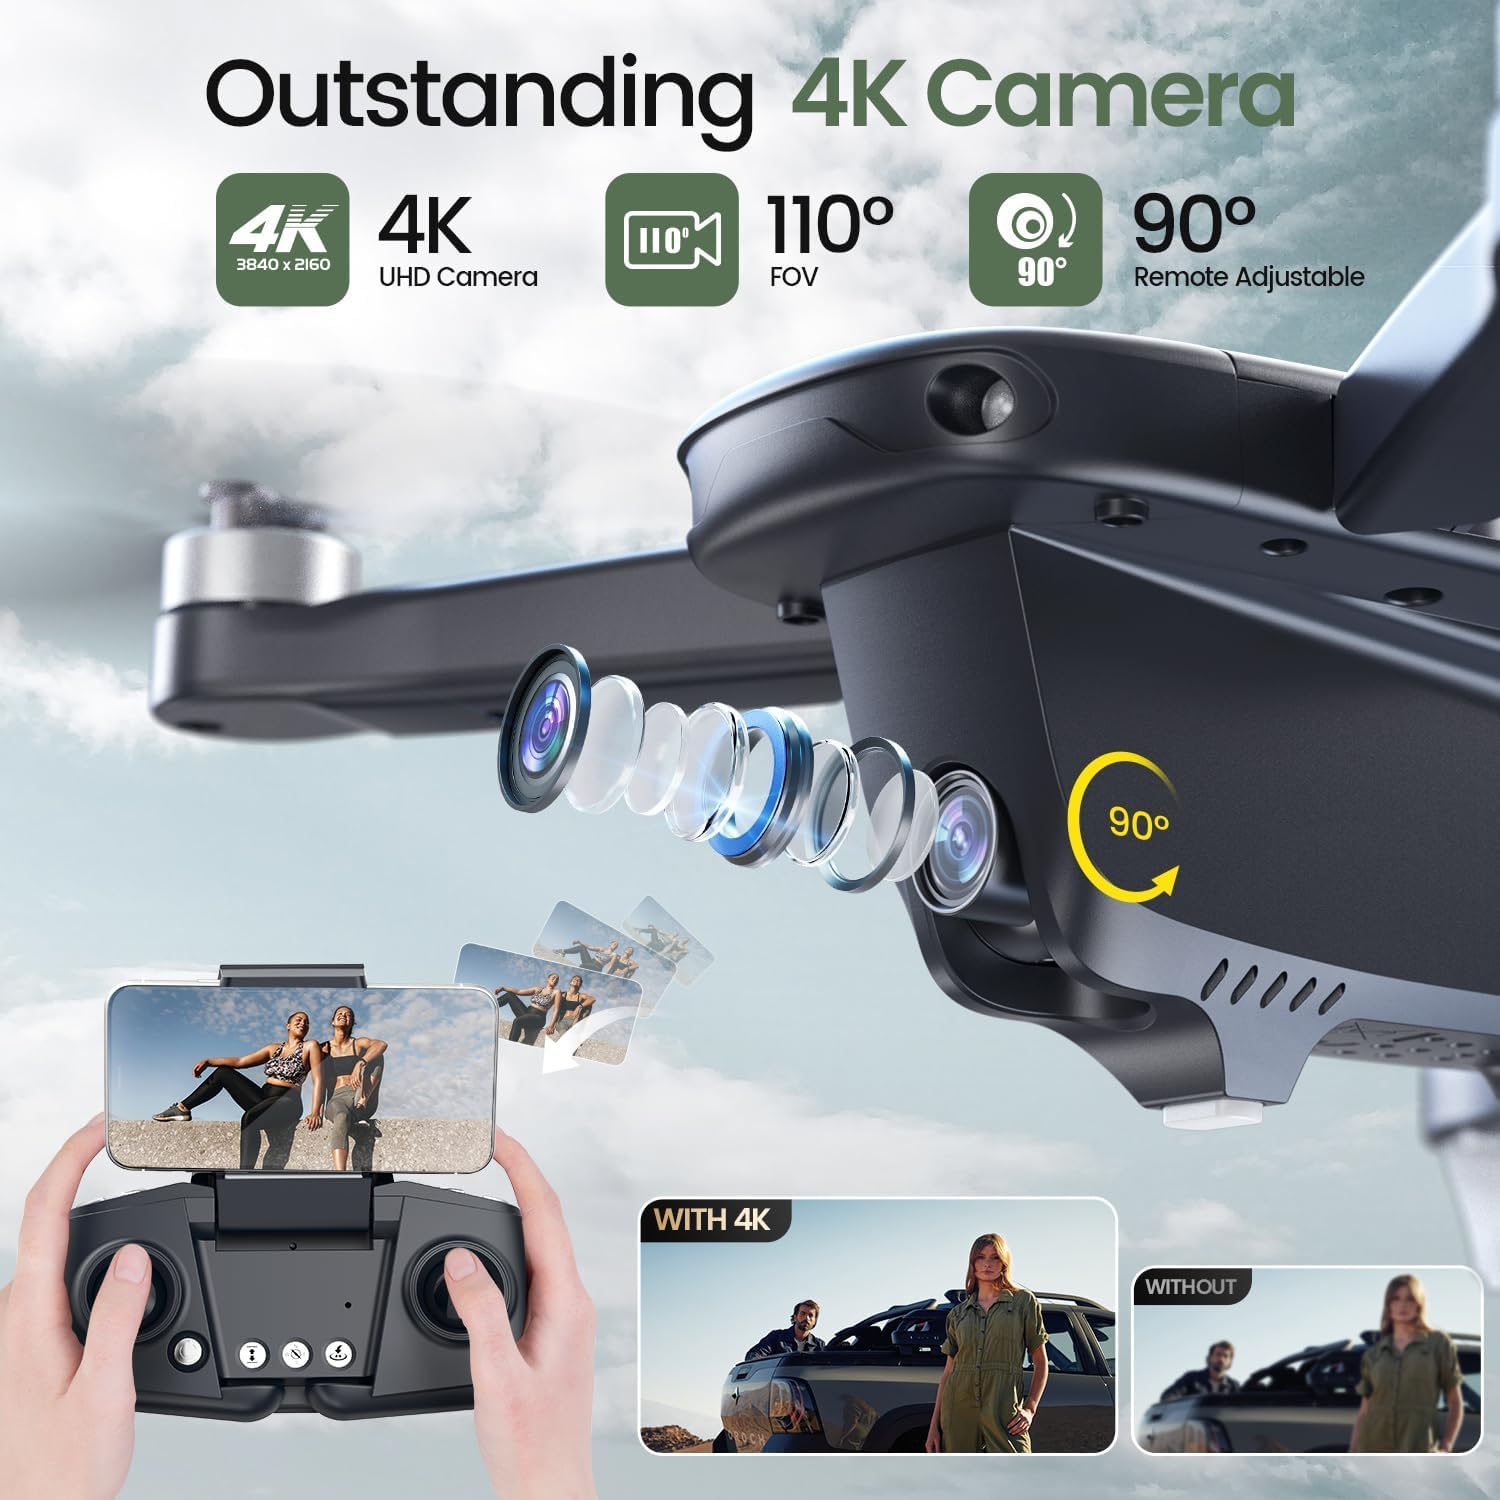 Outstanding 4K Camera
4K
3840 x 2160
4K
UHD Camera
110°
110°
FOV
90°
90°
Remote Adjustable
90°
WITH 4K
WITHOUT